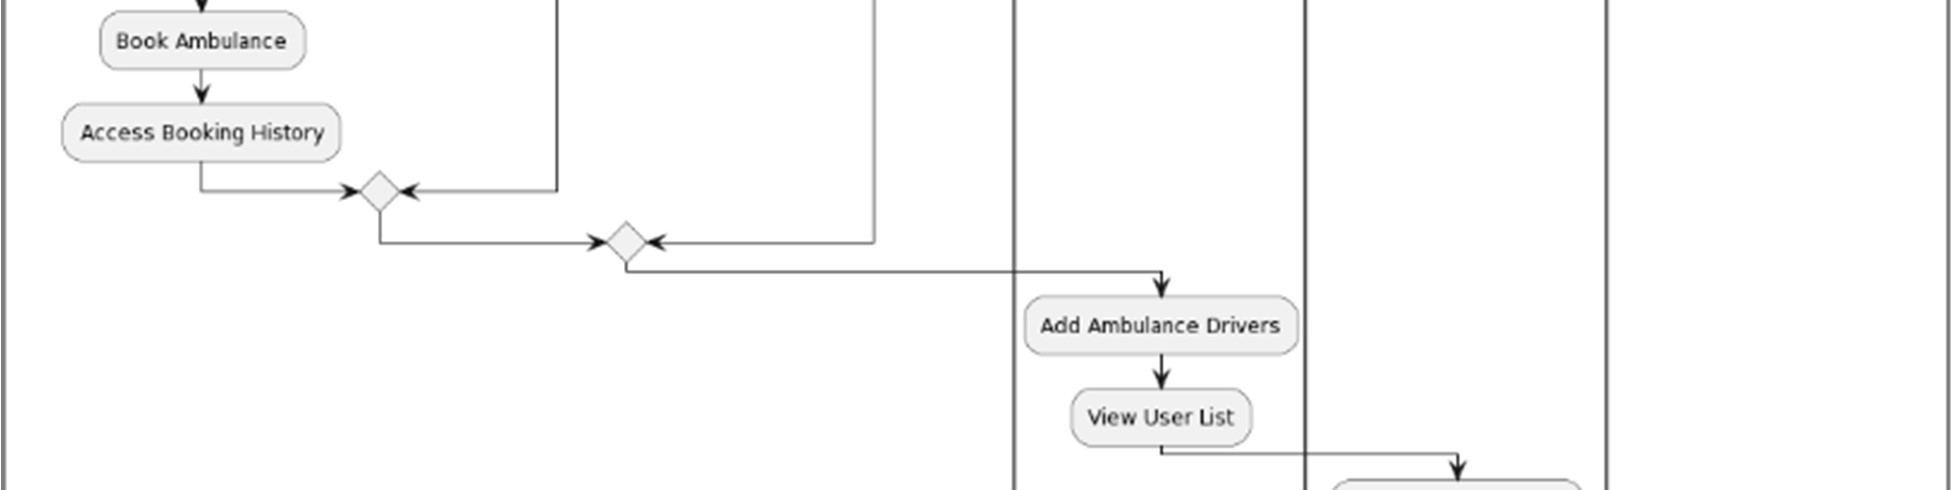 Book Ambulance
Access Booking History
Add Ambulance Drivers
View User List